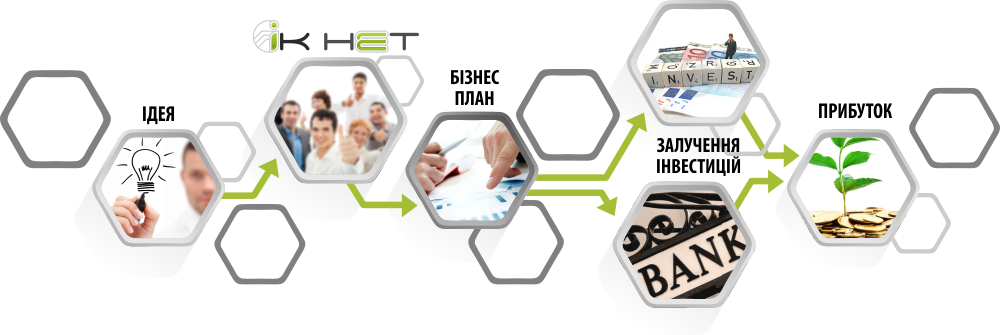 ІДЕЯ
ік нет
БІЗНЕС
ПЛАН
INVEST
ЗАЛУЧЕННЯ
ІНВЕСТИЦІЙ
BANK
ПРИБУТОК